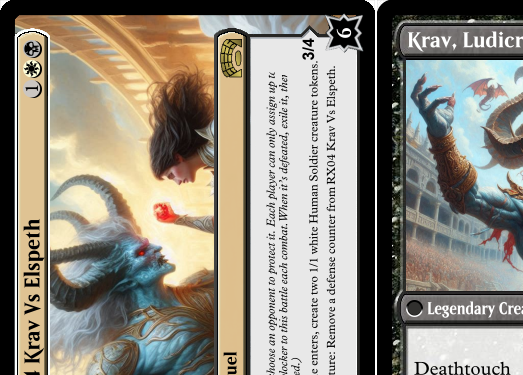 4 Krav Vs Elspeth
1
uel
choose an opponent to protect it. Each player can only assign up t
locker to this battle each combat. When it's defeated, exile it, then
ed.)
e enters, create two 1/1 white Human Soldier creature tokens.
ture: Remove a defense counter from RX04 Krav Vs Elspeth.
3/4
6
Krav, Ludicr
Legendary Crea
Deathtouch